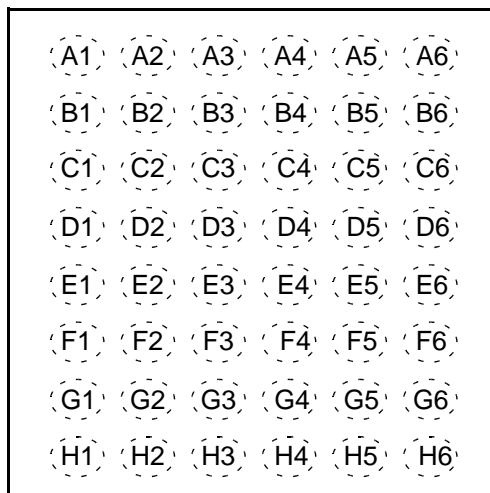 A1 A2 A3 A4 A5 A6
B1 B2 B3 B4 B5 B6
C1 C2 C3 C4 C5 C6
D1 D2 D3 D4 D5 D6
E1 E2 E3 E4 E5 E6
F1 F2 F3 F4 F5 F6
G1 G2 G3 G4 G5 G6
H1 H2 H3 H4 H5 H6